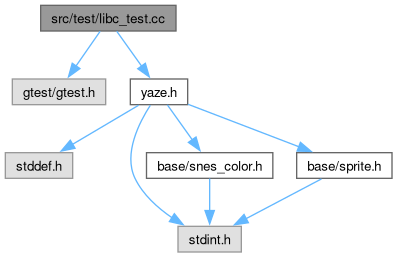 src/test/libc_test.cc
gtest/gtest.h
yaze.h
stddef.h
base/snes_color.h
base/sprite.h
stdint.h